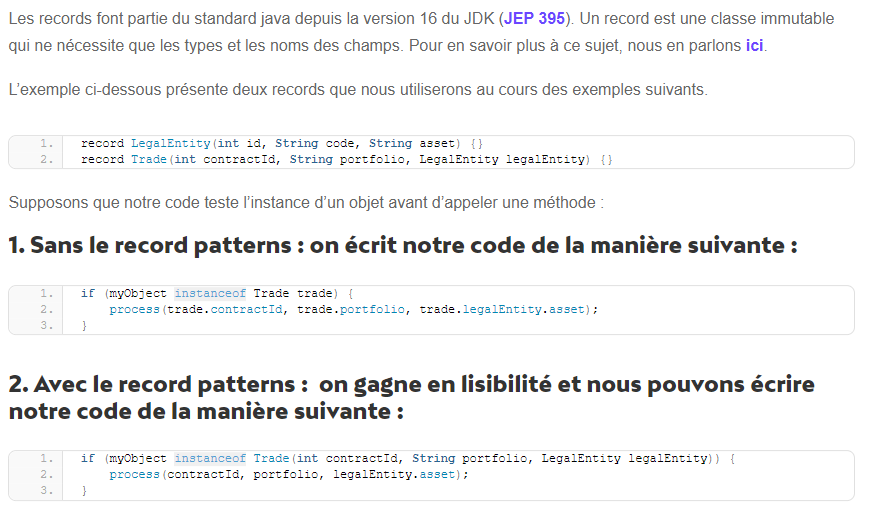 Les records font partie du standard java depuis la version 16 du JDK (JEP 395). Un record est une classe immutable
qui ne nécessite que les types et les noms des champs. Pour en savoir plus à ce sujet, nous en parlons ici.
L’exemple ci-dessous présente deux records que nous utiliserons au cours des exemples suivants.
1. record LegalEntity(int id, String code, String asset) {}
2. record Trade(int contractId, String portfolio, LegalEntity legalEntity) {}
Supposons que notre code teste l’instance d’un objet avant d’appeler une méthode :
1. Sans le record patterns : on écrit notre code de la manière suivante :
1. if (myObject instanceof Trade trade) {
2. process(trade.contractId, trade.portfolio, trade.legalEntity.asset);
3. }
2. Avec le record patterns : on gagne en lisibilité et nous pouvons écrire
notre code de la manière suivante :
1. if (myObject instanceof Trade(int contractId, String portfolio, LegalEntity legalEntity)) {
2. process(contractId, portfolio, legalEntity.asset);
3. }